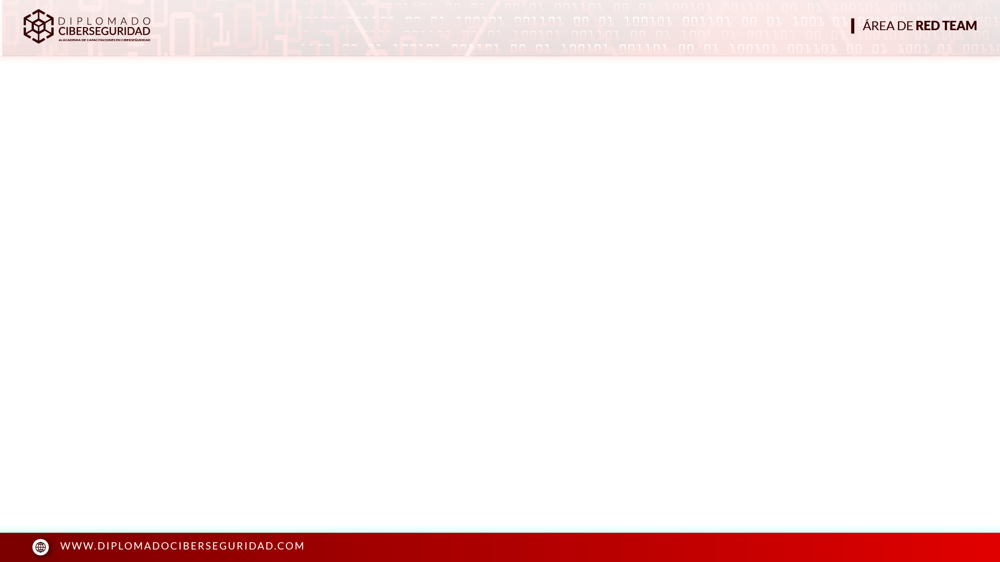 DIPLOMADO
CIBERSEGURIDAD
de ACADEMIA DE CAPACITACIONES EN CIBERSEGURIDAD
ÁREA DE RED TEAM
WWW.DIPLOMADOCIBERSEGURIDAD.COM